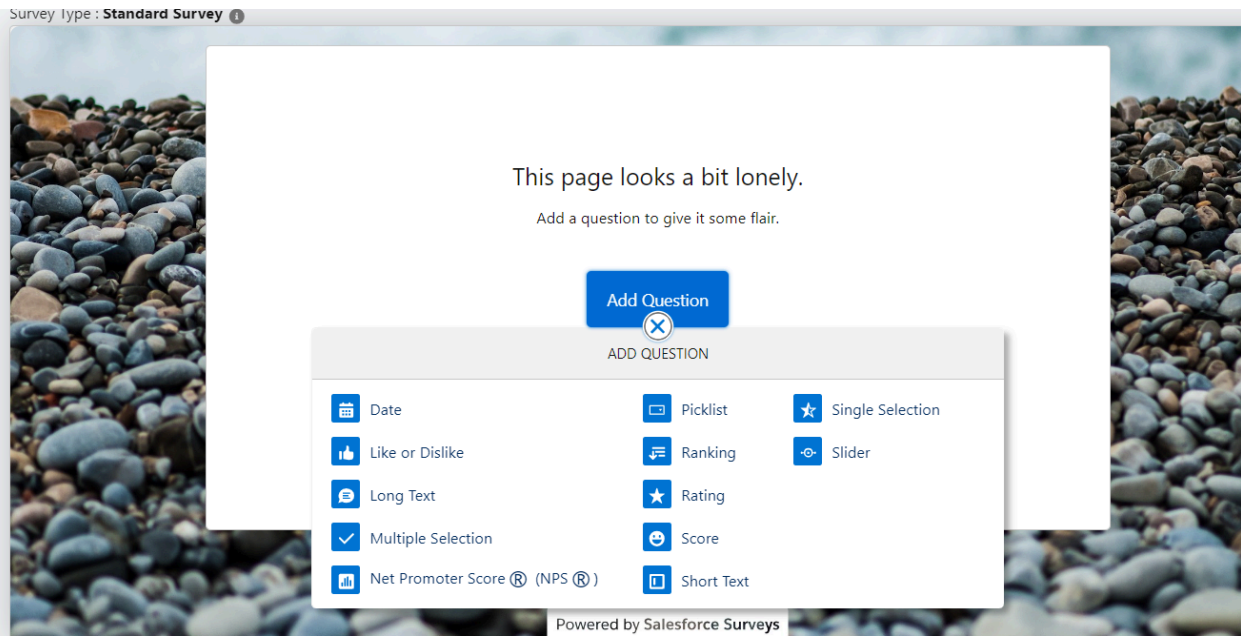 Survey Type : Standard Survey
This page looks a bit lonely.
Add a question to give it some flair.
Add Question
ADD QUESTION
Date
Like or Dislike
Long Text
Multiple Selection
Net Promoter Score ® (NPS ®)
Picklist
Ranking
Rating
Score
Short Text
Single Selection
Slider
Powered by Salesforce Surveys